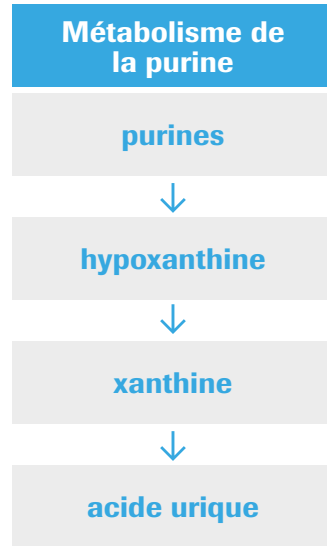 Métabolisme de
la purine
purines
hypoxanthine
xanthine
acide urique